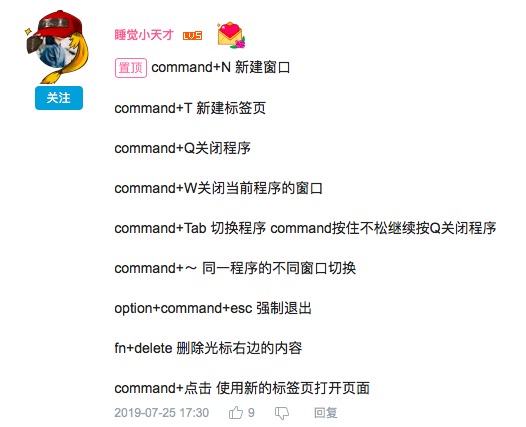 睡觉小天才 LV5
置顶 command+N 新建窗口
command+T 新建标签页
command+Q关闭程序
command+W关闭当前程序的窗口
command+Tab 切换程序 command按住不松继续按Q关闭程序
command+～ 同一程序的不同窗口切换
option+command+esc 强制退出
fn+delete 删除光标右边的内容
command+点击 使用新的标签页打开页面
关注
2019-07-25 17:30 9 回复